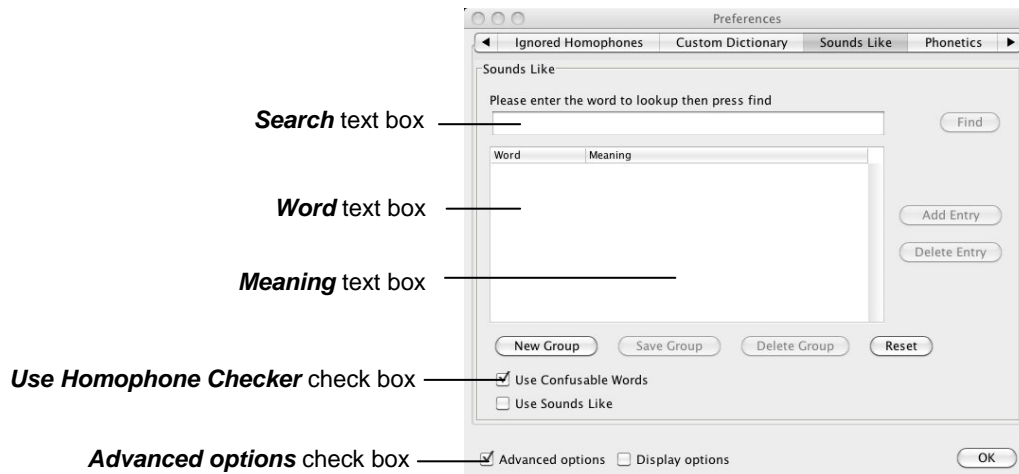 Preferences
◄ Ignored Homophones Custom Dictionary Sounds Like Phonetics ►
Sounds Like
Please enter the word to lookup then press find
Search text box
Find
Word Meaning
Word text box
Add Entry
Delete Entry
Meaning text box
New Group Save Group Delete Group Reset
Use Homophone Checker check box
Use Confusable Words
Use Sounds Like
Advanced options check box
Advanced options Display options OK